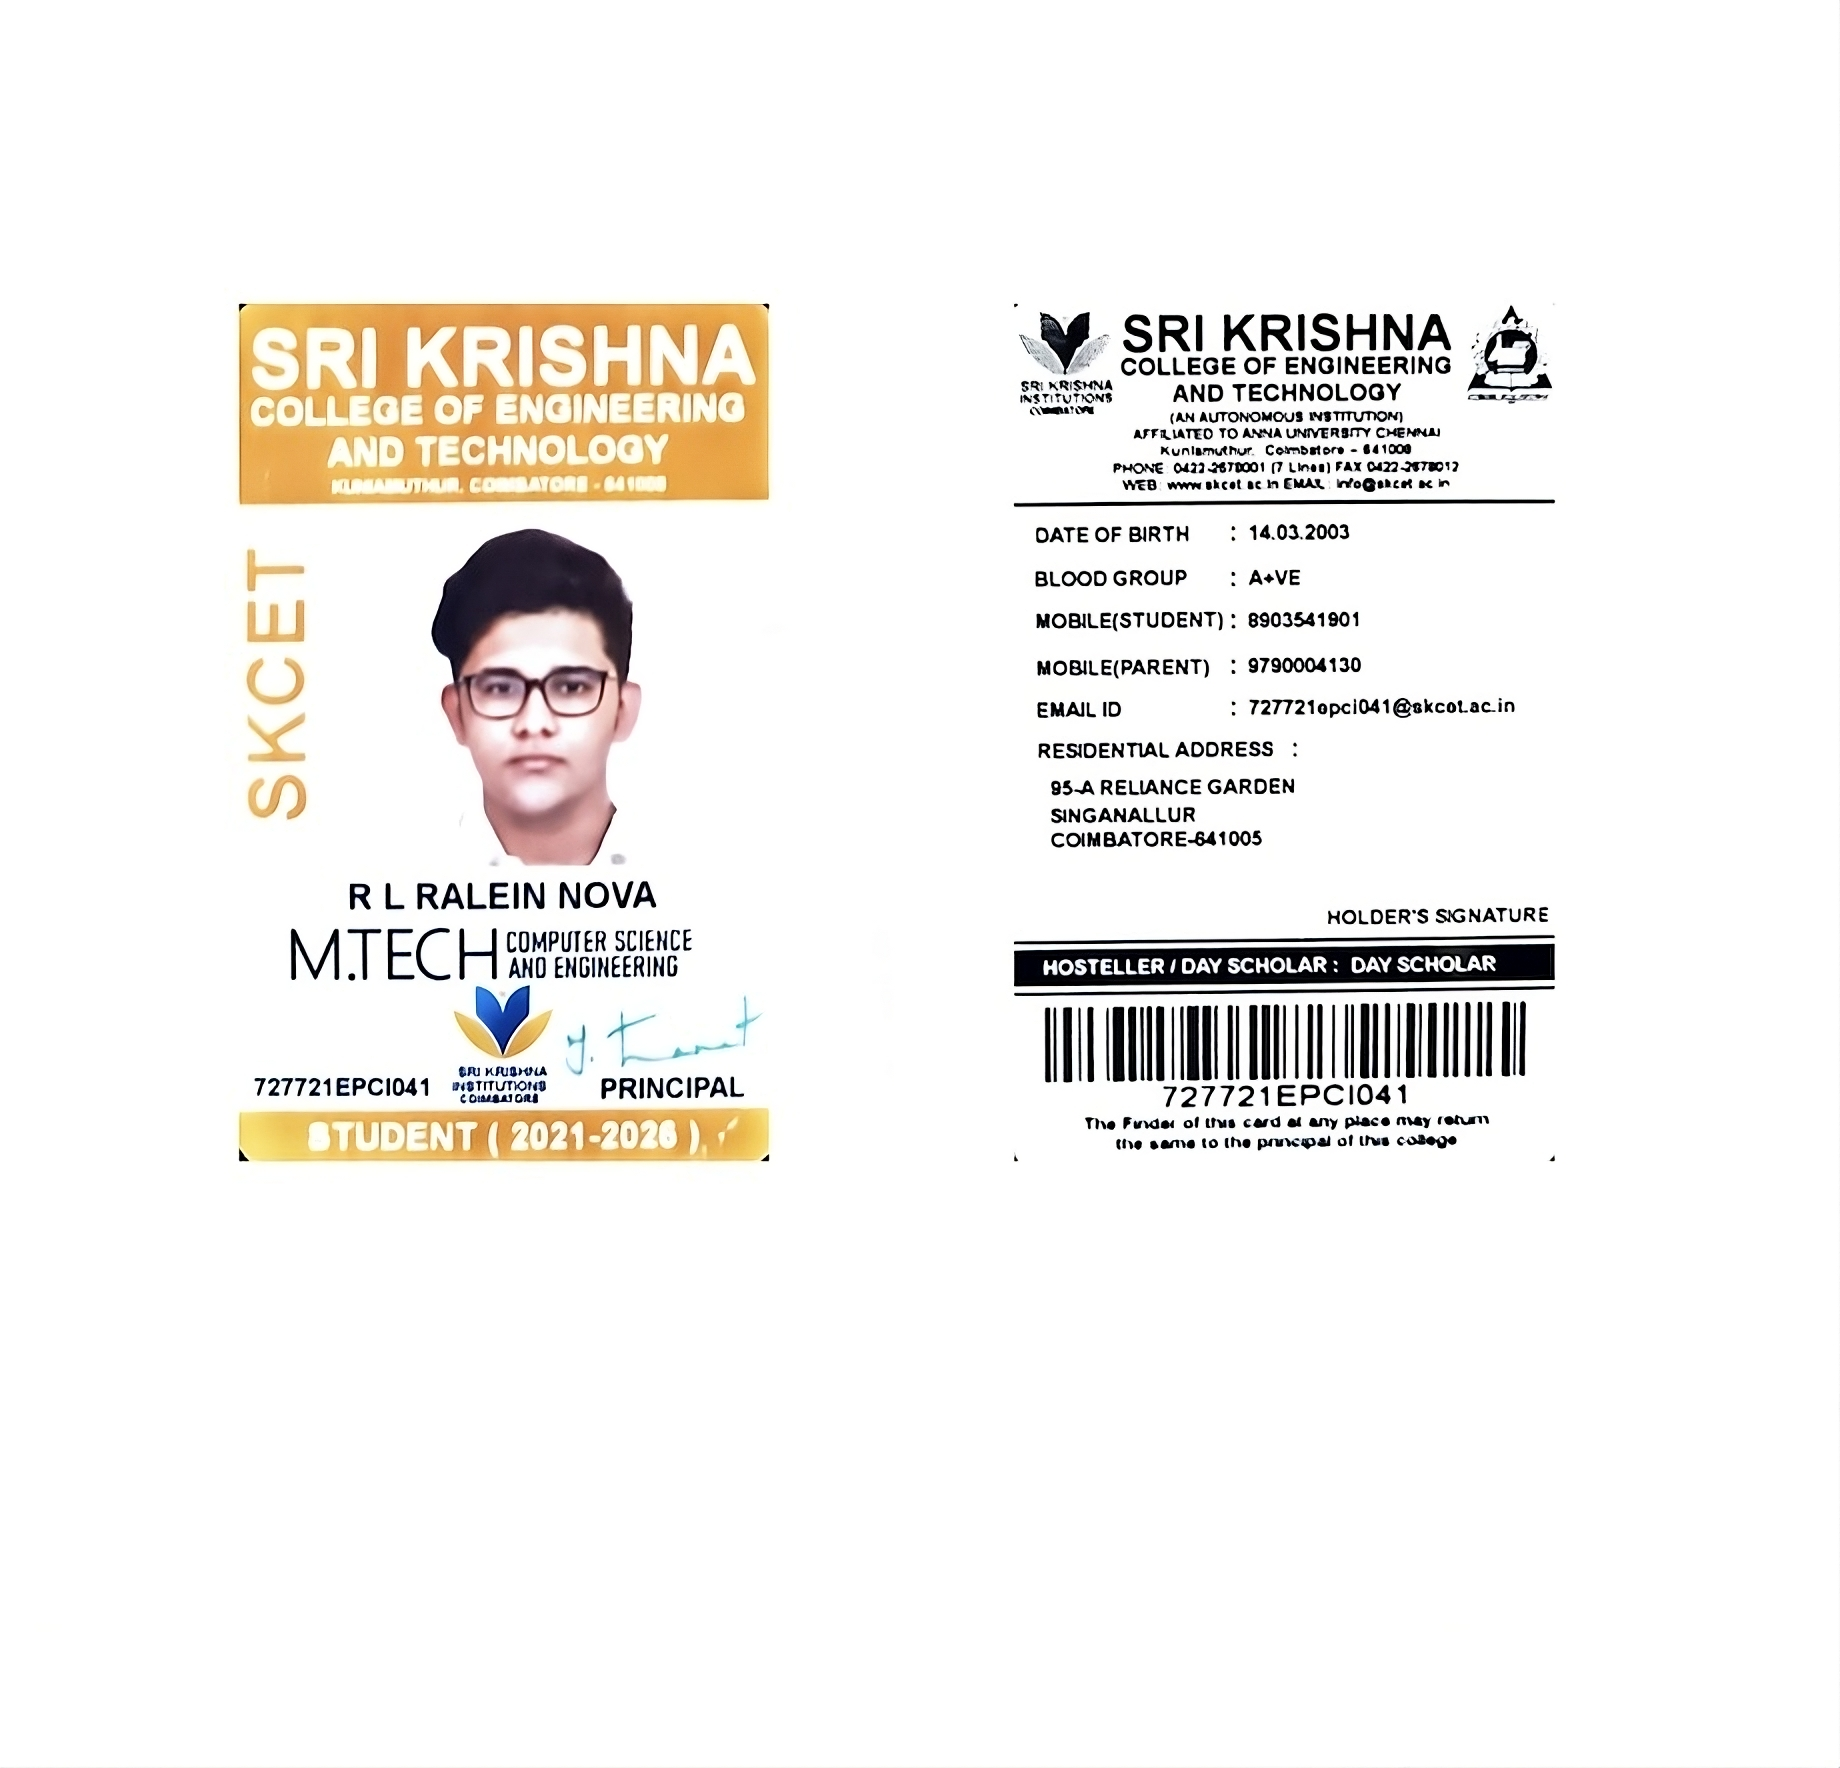 SRI KRISHNA
COLLEGE OF ENGINEERING
AND TECHNOLOGY
KUNIAMUTHUR, COIMBATORE - 641008
SKCET
R L RALEIN NOVA
M.TECH COMPUTER SCIENCE
AND ENGINEERING
SRI KRISHNA
INSTITUTIONS
COIMBATORE
727721EPCI041
PRINCIPAL
STUDENT ( 2021-2026 )
SRI KRISHNA
INSTITUTIONS
COIMBATORE
SRI KRISHNA
COLLEGE OF ENGINEERING
AND TECHNOLOGY
(AN AUTONOMOUS INSTITUTION)
AFFILIATED TO ANNA UNIVERSITY CHENNAI
Kuniamuthur, Coimbatore - 641008
PHONE: 0422-2678001 (7 Lines) FAX 0422-2678012
WEB: www.skcet.ac.in EMAIL: info@skcet.ac.in
DATE OF BIRTH : 14.03.2003
BLOOD GROUP : A+VE
MOBILE(STUDENT) : 8903541901
MOBILE(PARENT) : 9790004130
EMAIL ID : 727721epci041@skcet.ac.in
RESIDENTIAL ADDRESS :
95-A RELIANCE GARDEN
SINGANALLUR
COIMBATORE-641005
HOLDER'S SIGNATURE
HOSTELLER / DAY SCHOLAR : DAY SCHOLAR
727721EPCI041
The Finder of this card at any place may return
the same to the principal of this college